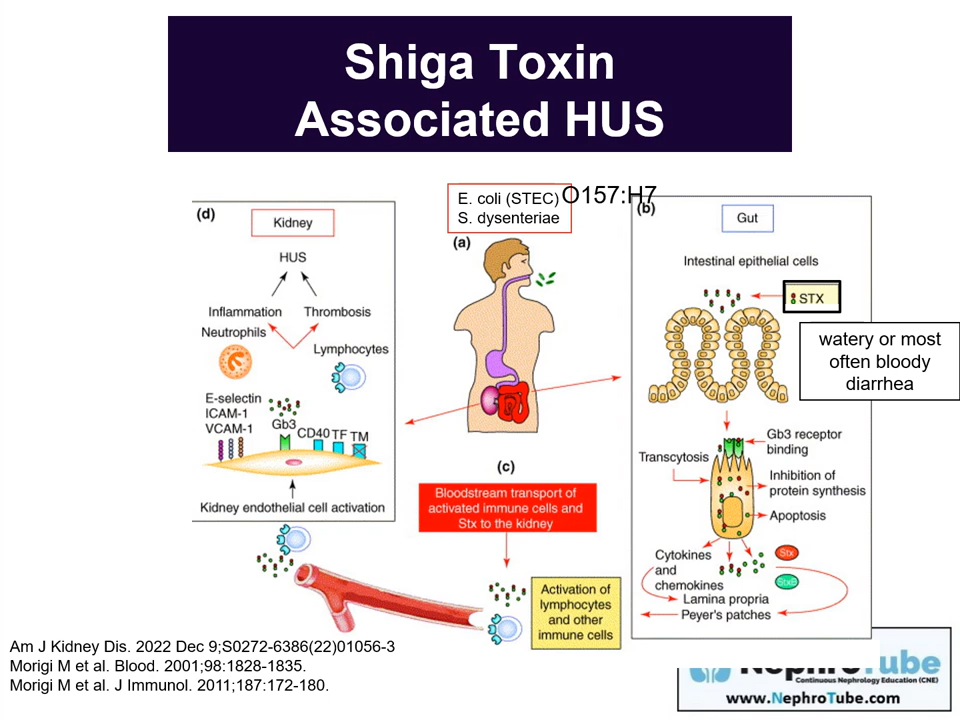 Shiga Toxin
Associated HUS
E. coli (STEC)
S. dysenteriae
O157:H7
(a)
(d)
Kidney
HUS
Inflammation
Thrombosis
Neutrophils
Lymphocytes
E-selectin
ICAM-1
VCAM-1
Gb3
CD40 TF TM
Kidney endothelial cell activation
(b)
Gut
Intestinal epithelial cells
STX
watery or most
often bloody
diarrhea
Gb3 receptor
binding
Transcytosis
Inhibition of
protein synthesis
Apoptosis
Cytokines
and
chemokines
Stx
StxB
Lamina propria
Peyer's patches
(c)
Bloodstream transport of
activated immune cells and
Stx to the kidney
Activation of
lymphocytes
and other
immune cells
Am J Kidney Dis. 2022 Dec 9;S0272-6386(22)01056-3
Morigi M et al. Blood. 2001;98:1828-1835.
Morigi M et al. J Immunol. 2011;187:172-180.
NephroTube
Continuous Nephrology Education (CNE)
www.NephroTube.com